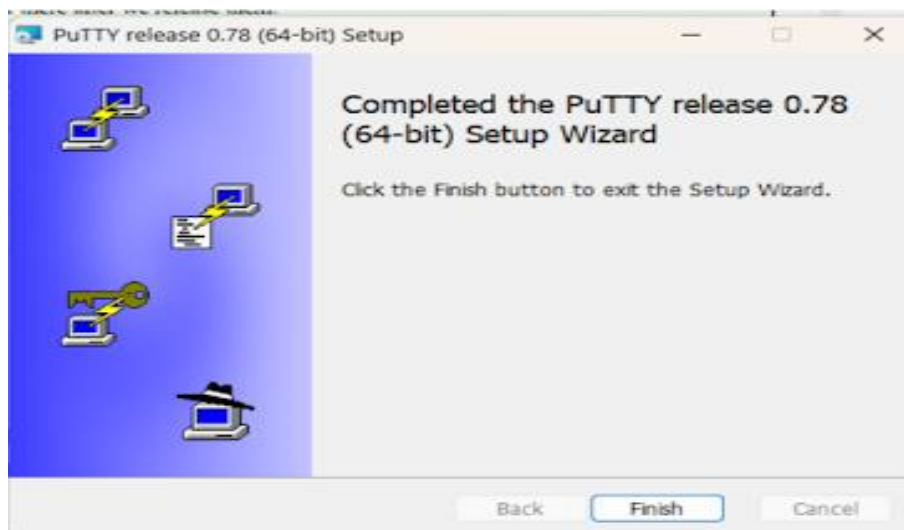 PuTTY release 0.78 (64-bit) Setup
Completed the PuTTY release 0.78
(64-bit) Setup Wizard
Click the Finish button to exit the Setup Wizard.
Back Finish Cancel